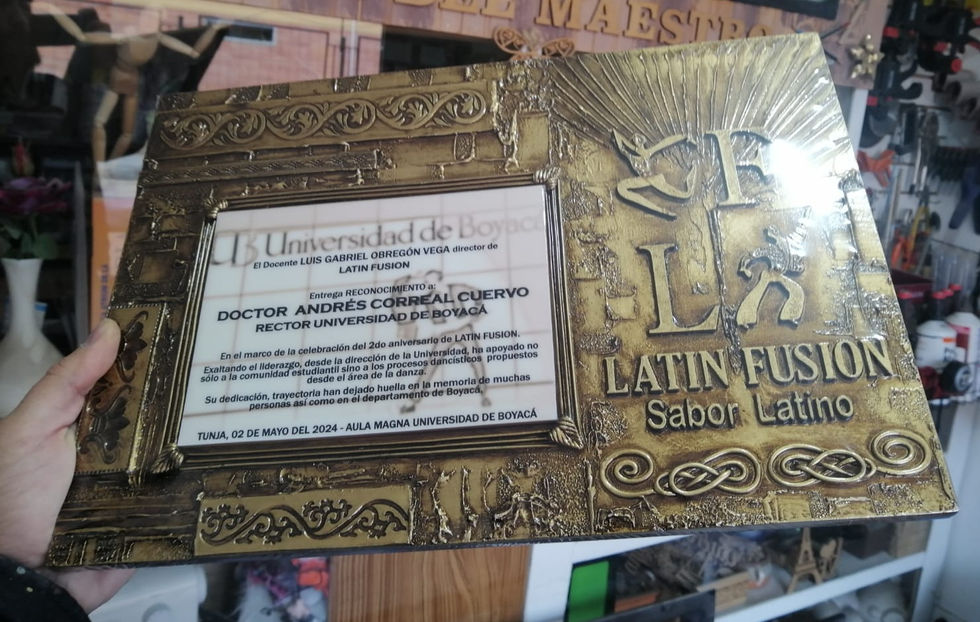 DEL MAESTRO
UB Universidad de Boyacá
El Docente LUIS GABRIEL OBREGÓN VEGA director de
LATIN FUSION
Entrega RECONOCIMIENTO a:
DOCTOR ANDRÉS CORREAL CUERVO
RECTOR UNIVERSIDAD DE BOYACÁ
En el marco de la celebración del 2do aniversario de LATIN FUSION.
Exaltando el liderazgo, desde la dirección de la Universidad, ha apoyado no
sólo a la comunidad estudiantil sino a los procesos dancísticos propuestos
desde el área de la danza.
Su dedicación, trayectoria han dejado huella en la memoria de muchas
personas así como en el departamento de Boyacá,
TUNJA, 02 DE MAYO DEL 2024 - AULA MAGNA UNIVERSIDAD DE BOYACÁ
F
L
LATIN FUSION
Sabor Latino